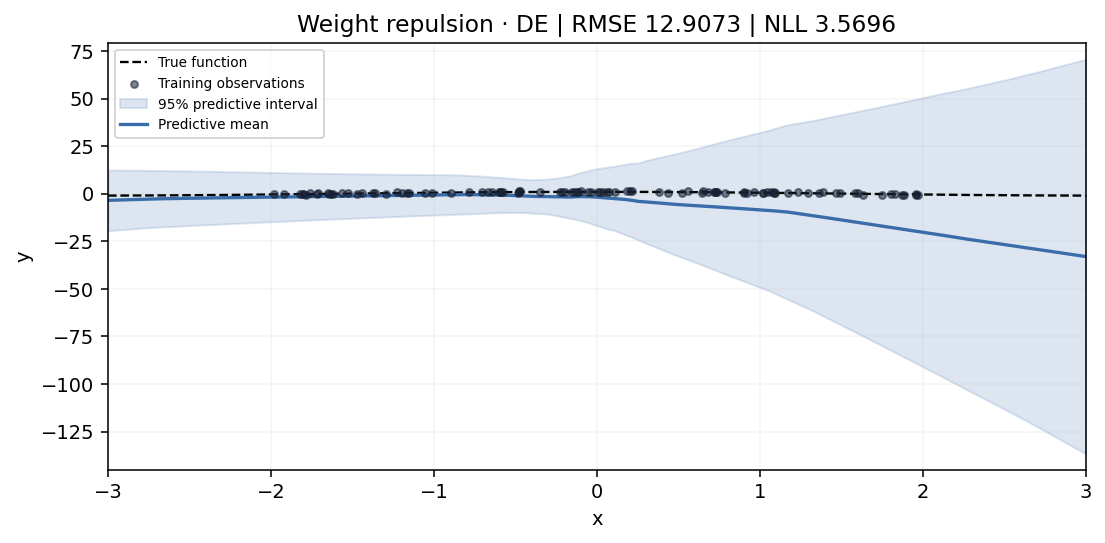 Weight repulsion · DE | RMSE 12.9073 | NLL 3.5696
True function
Training observations
95% predictive interval
Predictive mean
75
50
25
0
−25
−50
−75
−100
−125
y
−3
−2
−1
0
1
2
3
x